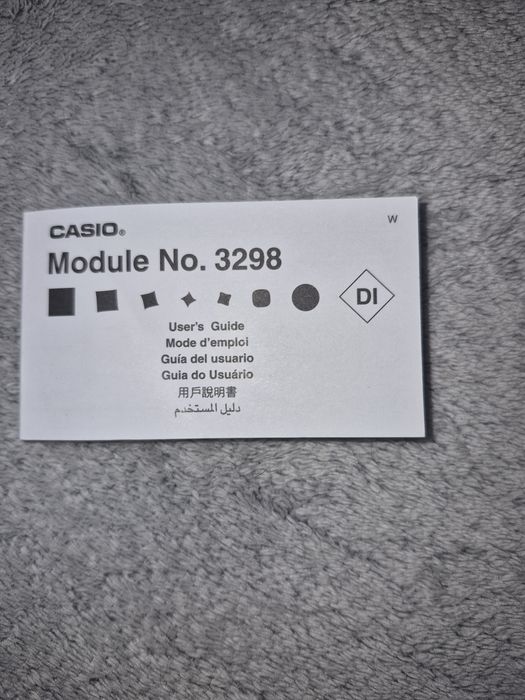 W
CASIO®
Module No. 3298
DI
User's Guide
Mode d'emploi
Guía del usuario
Guia do Usuário
用戶說明書
دليل المستخدم